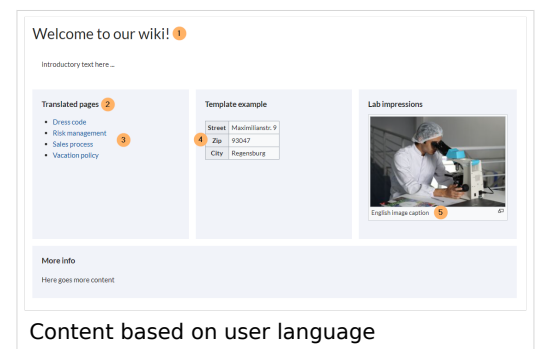 Welcome to our wiki! 1
Introductory text here ...
Translated pages 2
Dress code
Risk management
Sales process
Vacation policy
3
Template example
Street Maximilianstr. 9
4 Zip 93047
City Regensburg
Lab impressions
English image caption 5
More info
Here goes more content
Content based on user language